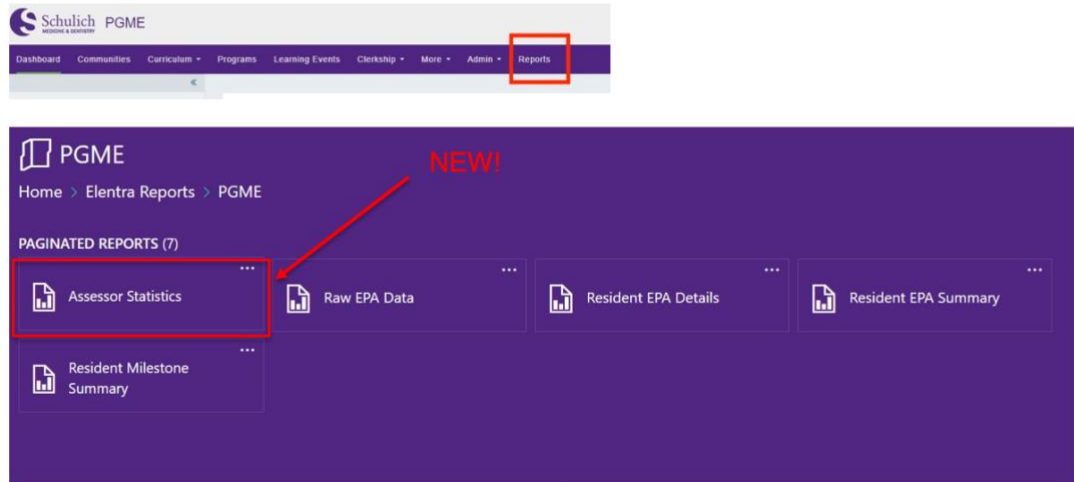 Schulich PGME
MEDICINE & DENTISTRY
Dashboard Communities Curriculum Programs Learning Events Clerkship More Admin Reports
«
PGME
NEW!
Home > Elentra Reports > PGME
PAGINATED REPORTS (7)
... ... ... ...
Assessor Statistics Raw EPA Data Resident EPA Details Resident EPA Summary
...
Resident Milestone
Summary